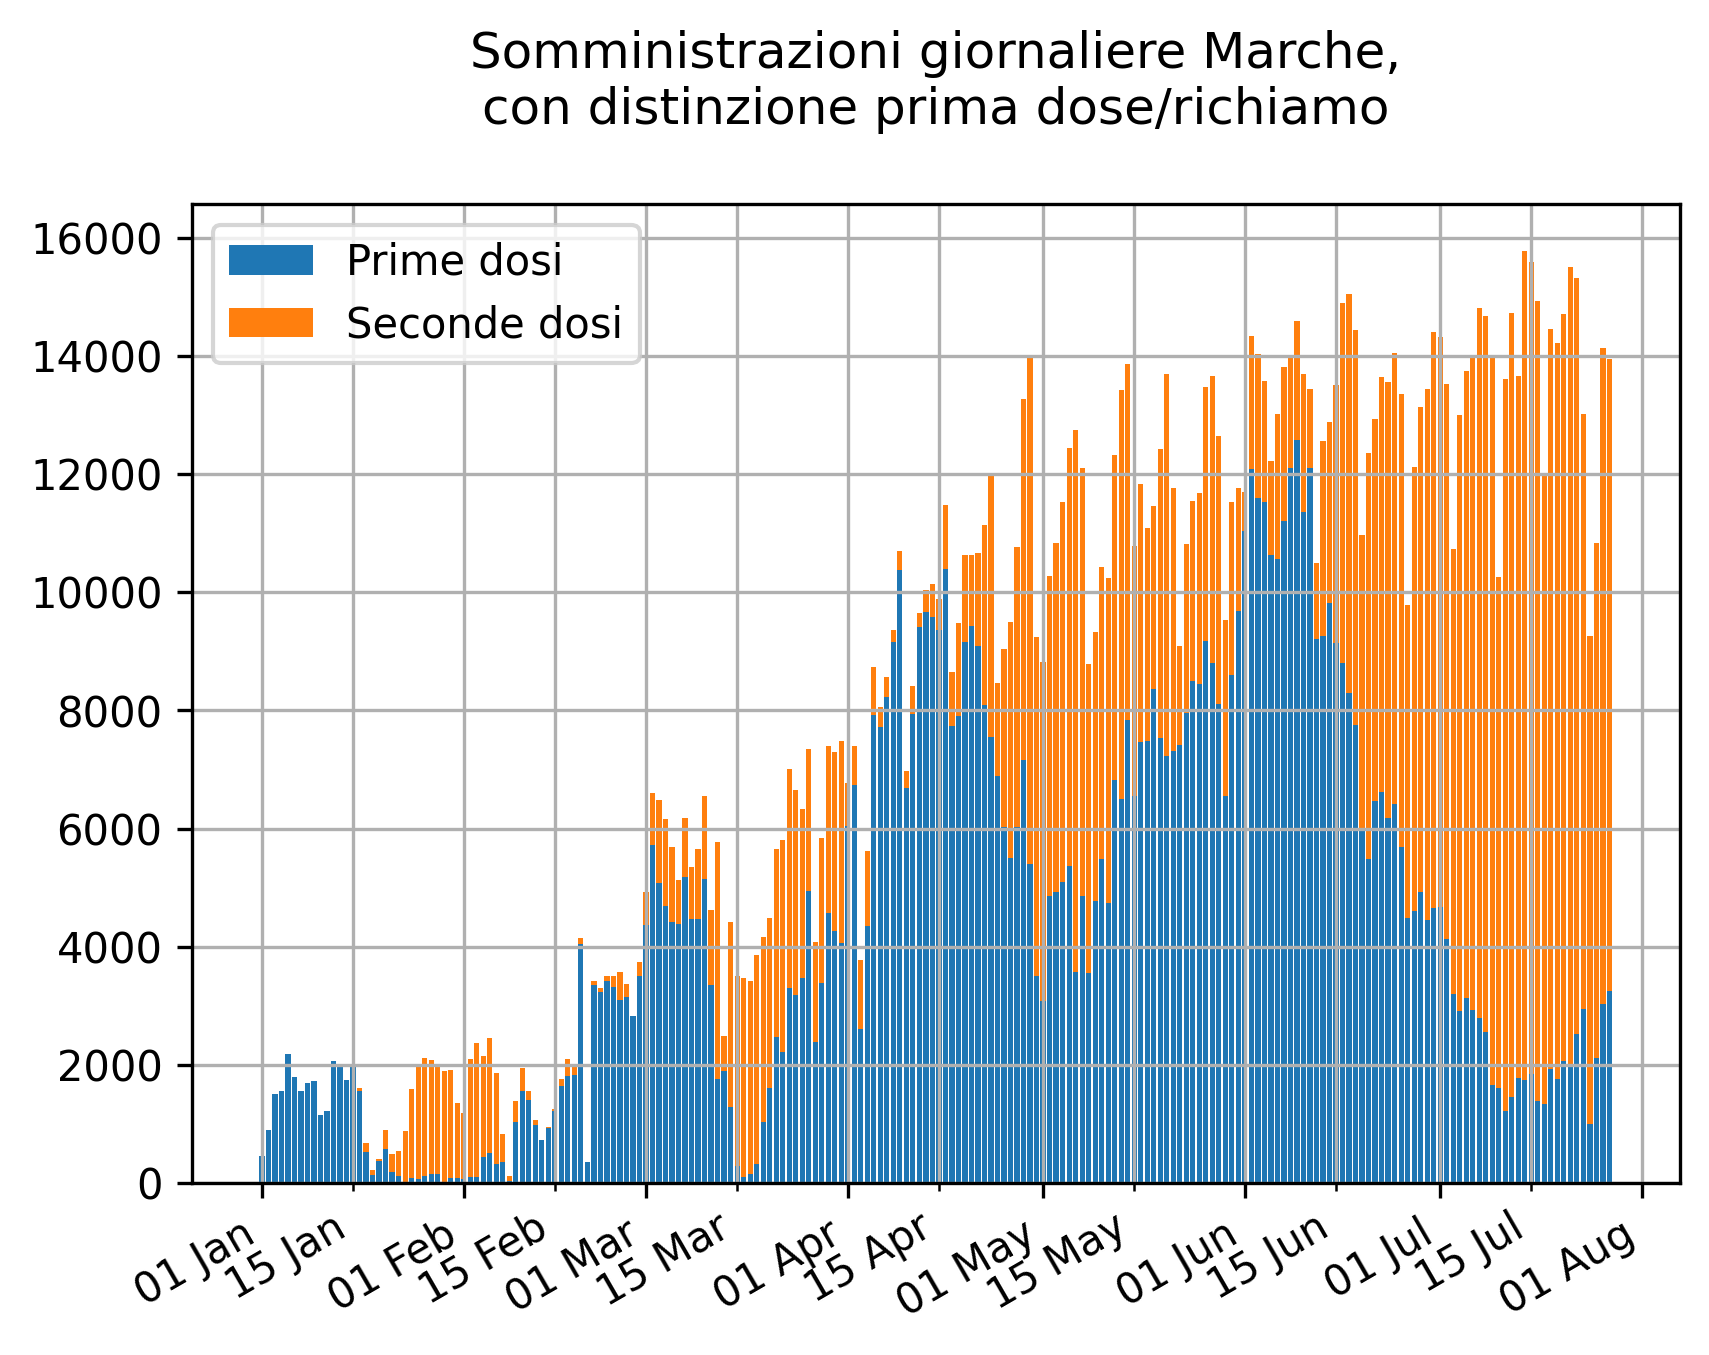 Somministrazioni giornaliere Marche,
con distinzione prima dose/richiamo
Prime dosi
Seconde dosi
16000
14000
12000
10000
8000
6000
4000
2000
0
01 Jan
15 Jan
01 Feb
15 Feb
01 Mar
15 Mar
01 Apr
15 Apr
01 May
15 May
01 Jun
15 Jun
01 Jul
15 Jul
01 Aug